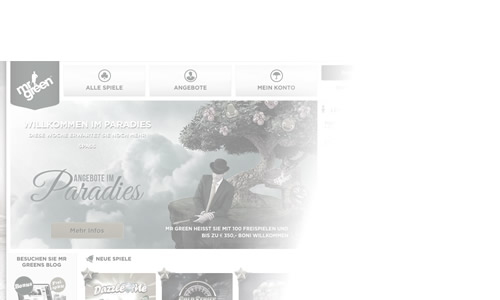 mr
green
ALLE SPIELE
ANGEBOTE
MEIN KONTO
WILLKOMMEN IM PARADIES
DIESE WOCHE ERWARTET SIE NOCH MEHR
SPASS
ANGEBOTE IM
Paradies
Mehr Infos
MR GREEN HEISST SIE MIT 100 FREISPIELEN UND
BIS ZU € 350,- BONI WILLKOMMEN
BESUCHEN SIE MR
GREENS BLOG
NEUE SPIELE
Dazzle Me